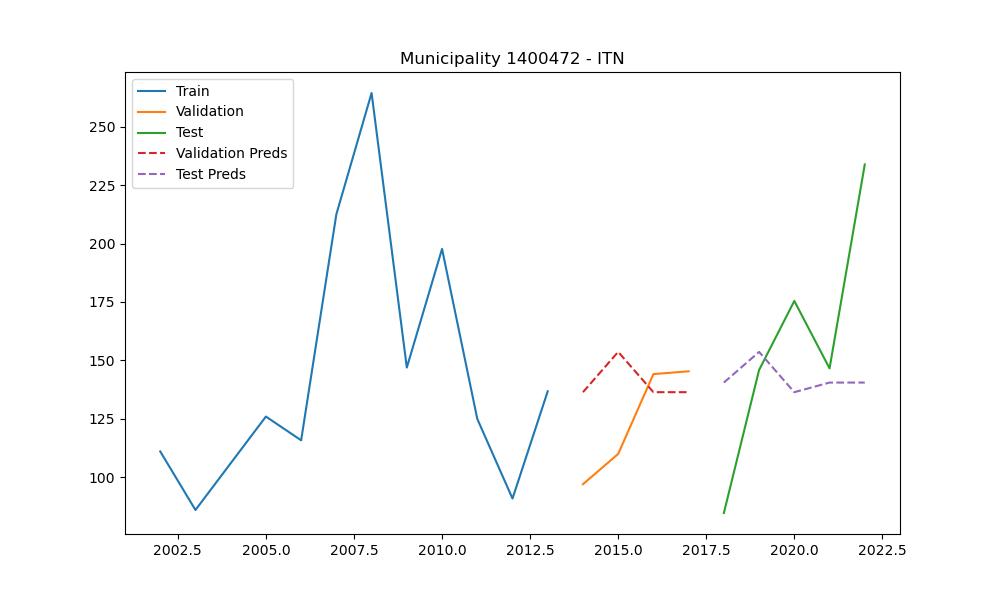 Municipality 1400472 - ITN
Train
Validation
Test
Validation Preds
Test Preds
250
225
200
175
150
125
100
2002.5 2005.0 2007.5 2010.0 2012.5 2015.0 2017.5 2020.0 2022.5